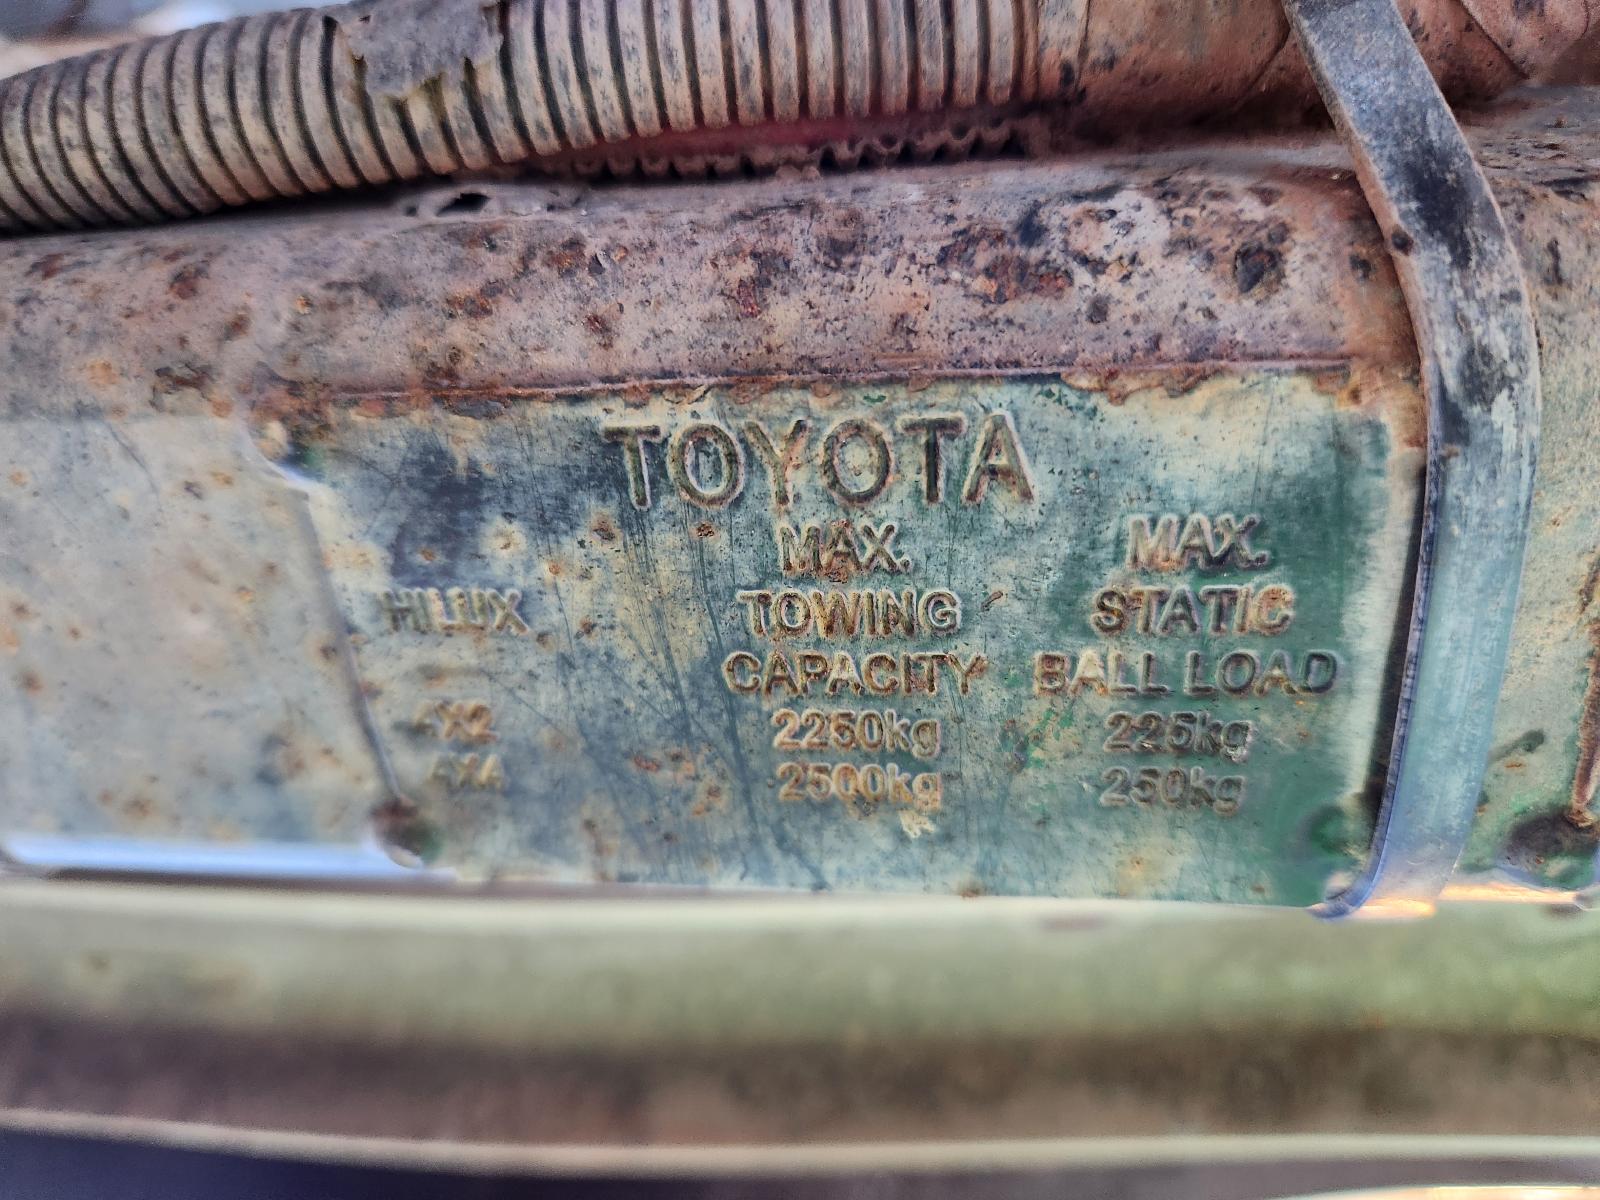 TOYOTA
MAX. MAX.
HILUX TOWING STATIC
CAPACITY BALL LOAD
4X2 2250kg 225kg
4X4 2500kg 250kg